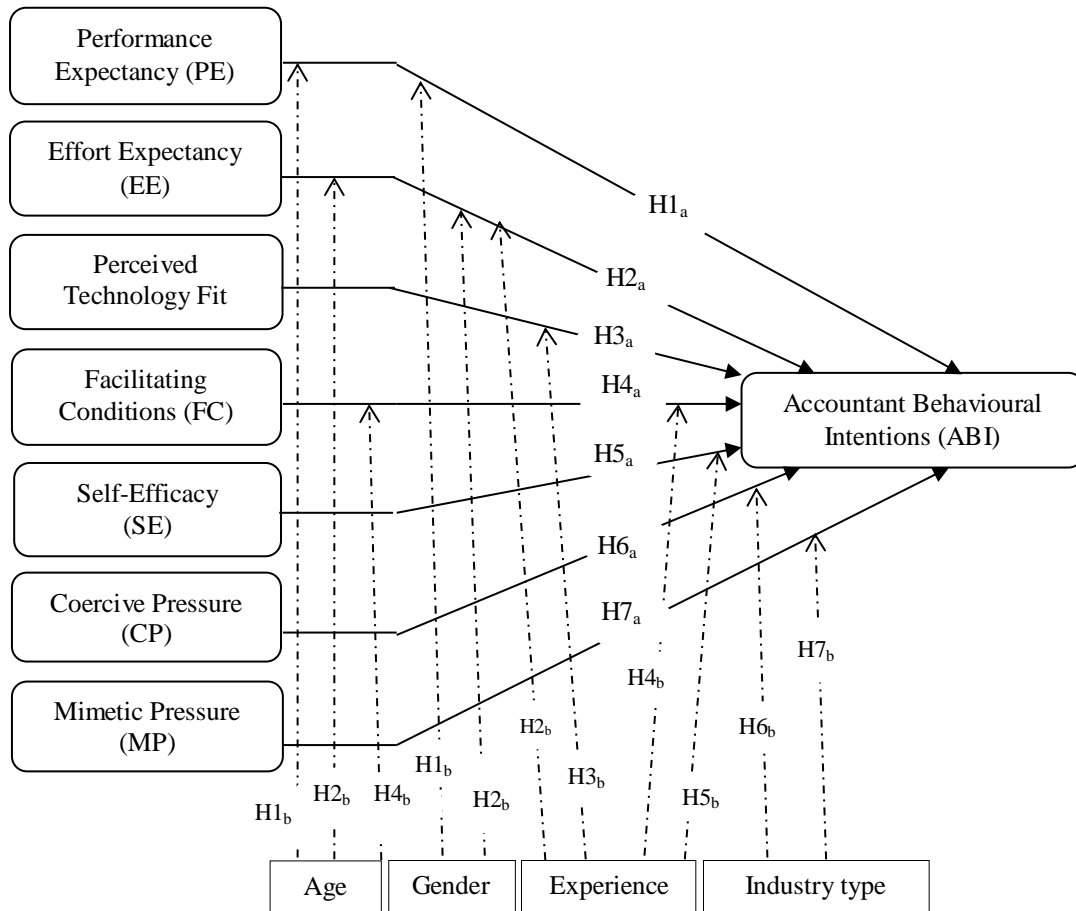 Performance
Expectancy (PE)
Effort Expectancy
(EE)
Perceived
Technology Fit
Facilitating
Conditions (FC)
Self-Efficacy
(SE)
Coercive Pressure
(CP)
Mimetic Pressure
(MP)
H1a
H2a
H3a
H4a
H5a
H6a
H7a
Accountant Behavioural
Intentions (ABI)
H1b
H2b
H4b
H1b
H2b
H2b
H3b
H4b
H5b
H6b
H7b
Age
Gender
Experience
Industry type